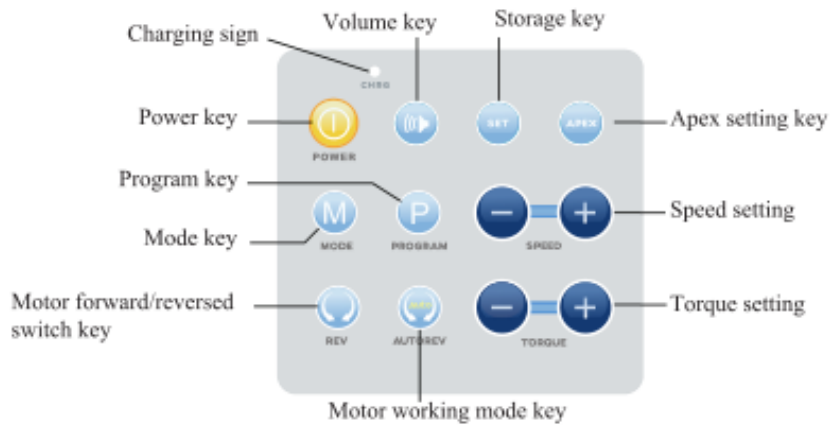 Volume key
Storage key
Charging sign
CHRG
Power key
SET
APEX
Apex setting key
POWER
Program key
M
P
Speed setting
Mode key
MODE
PROGRAM
SPEED
Motor forward/reversed
switch key
AUTO
Torque setting
REV
AUTOREV
TORQUE
Motor working mode key